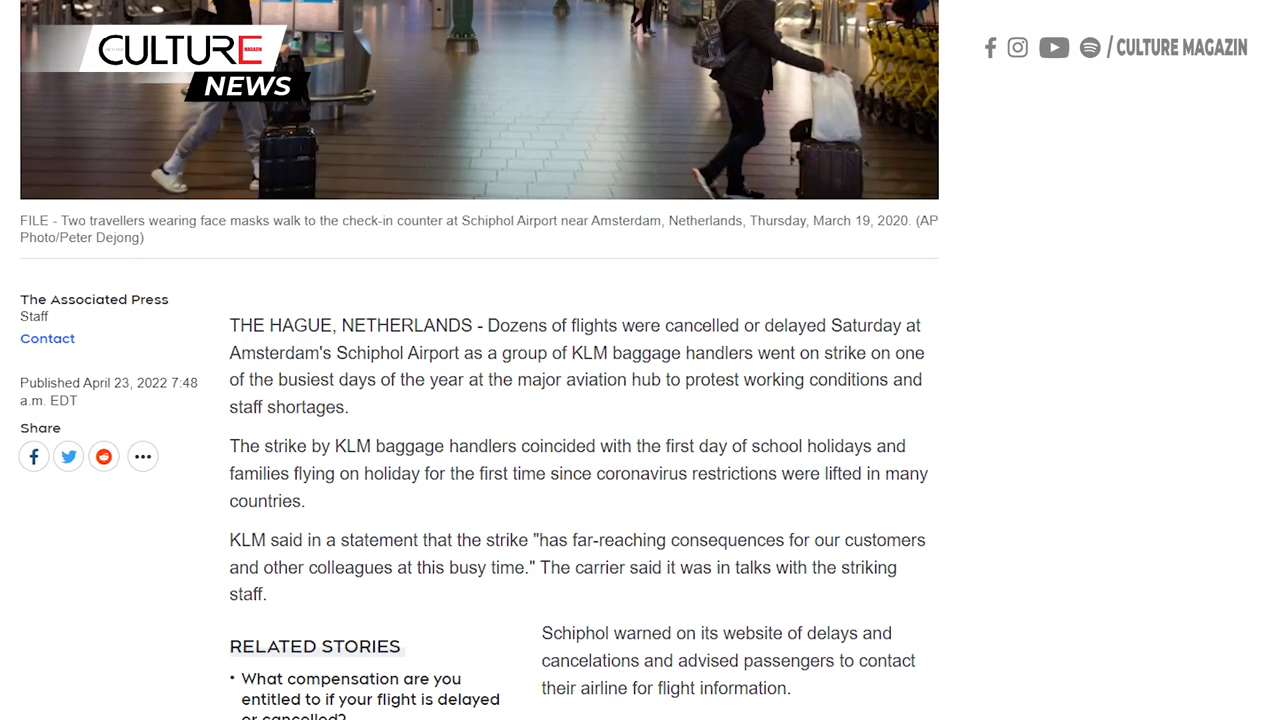 CULTURE
MAGAZIN
NEWS
/ CULTURE MAGAZIN
FILE - Two travellers wearing face masks walk to the check-in counter at Schiphol Airport near Amsterdam, Netherlands, Thursday, March 19, 2020. (AP
Photo/Peter Dejong)
The Associated Press
Staff
Contact
Published April 23, 2022 7:48
a.m. EDT
Share
THE HAGUE, NETHERLANDS - Dozens of flights were cancelled or delayed Saturday at
Amsterdam's Schiphol Airport as a group of KLM baggage handlers went on strike on one
of the busiest days of the year at the major aviation hub to protest working conditions and
staff shortages.
The strike by KLM baggage handlers coincided with the first day of school holidays and
families flying on holiday for the first time since coronavirus restrictions were lifted in many
countries.
KLM said in a statement that the strike "has far-reaching consequences for our customers
and other colleagues at this busy time." The carrier said it was in talks with the striking
staff.
RELATED STORIES
• What compensation are you
entitled to if your flight is delayed
or cancelled?
Schiphol warned on its website of delays and
cancelations and advised passengers to contact
their airline for flight information.